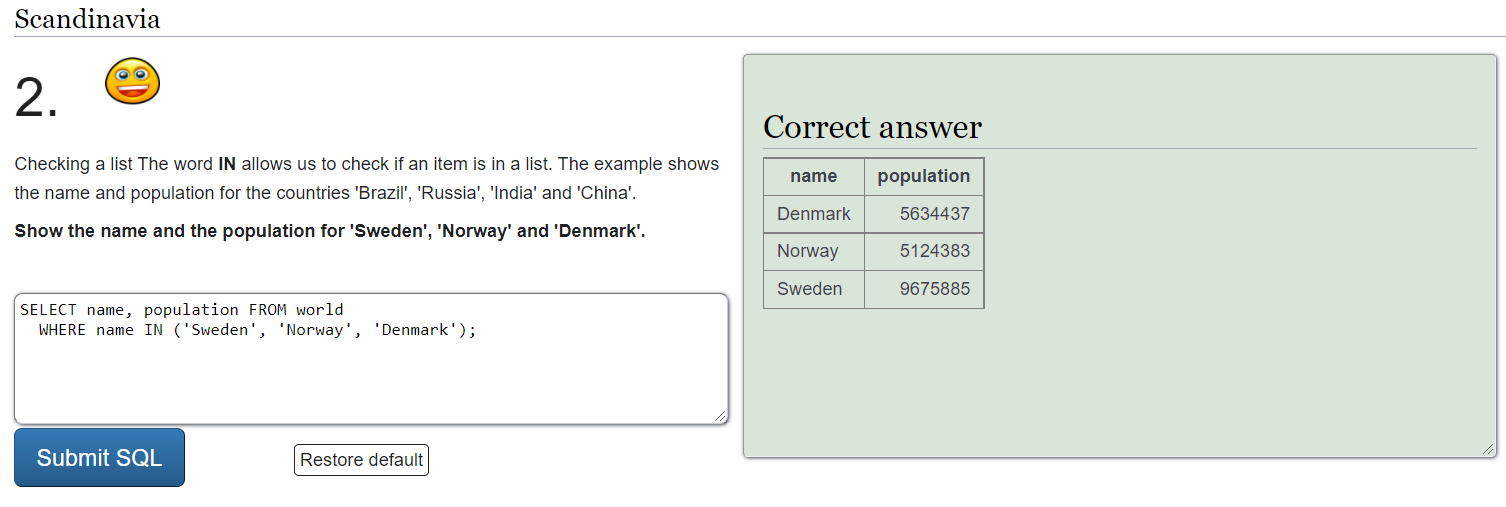 Scandinavia
2.
Checking a list The word IN allows us to check if an item is in a list. The example shows
the name and population for the countries 'Brazil', 'Russia', 'India' and 'China'.
Show the name and the population for 'Sweden', 'Norway' and 'Denmark'.
SELECT name, population FROM world
  WHERE name IN ('Sweden', 'Norway', 'Denmark');
Submit SQL
Restore default
Correct answer
name population
Denmark 5634437
Norway 5124383
Sweden 9675885